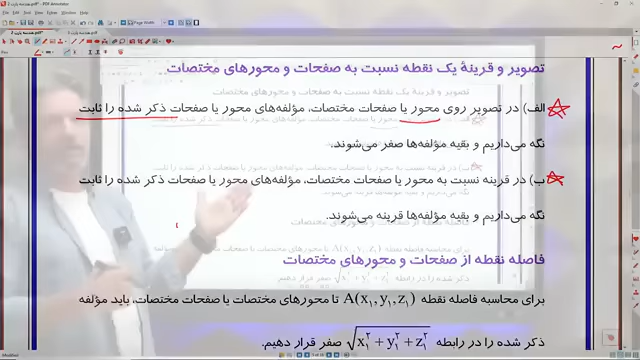 تصویر و قرینهٔ یک نقطه نسبت به صفحات و محورهای مختصات
الف) در تصویر روی محور یا صفحات مختصات، مؤلفه‌های محور یا صفحات ذکر شده را ثابت
نگه می‌داریم و بقیه مؤلفه‌ها صفر می‌شوند.
ب) در قرینه نسبت به محور یا صفحات مختصات، مؤلفه‌های محور یا صفحات ذکر شده را ثابت
نگه می‌داریم و بقیه مؤلفه‌ها قرینه می‌شوند.
فاصله نقطه از صفحات و محورهای مختصات
برای محاسبه فاصله نقطه A(x₁, y₁, z₁) تا محورهای مختصات یا صفحات مختصات، باید مؤلفه
ذکر شده را در رابطه √(x₁² + y₁² + z₁²) صفر قرار دهیم.